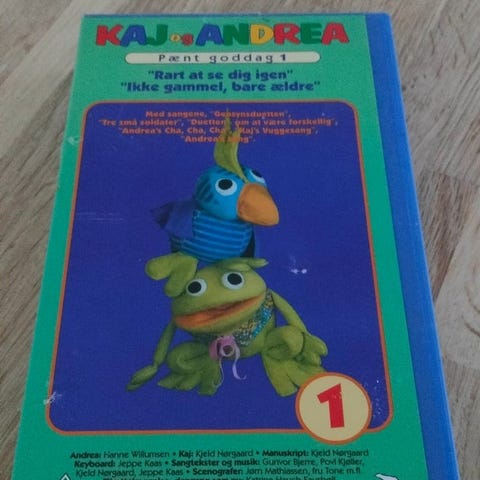 KAJ og ANDREA
Pænt goddag 1
"Rart at se dig igen"
"Ikke gammel, bare ældre"
Med sangene, "Gensynsduetten",
"Tre små soldater", "Duetten om at være forskellig",
"Andrea's Cha, Cha, Cha", "Kaj's Vuggesang",
"Andrea's sang".
1
Andrea: Hanne Willumsen • Kaj: Kjeld Nørgaard • Manuskript: Kjeld Nørgaard
Keyboard: Jeppe Kaas • Sangtekster og musik: Gunvor Bjerre, Povl Kjøller,
Kjeld Nørgaard, Jeppe Kaas • Scenografer: Jørn Mathiassen, fru Tone m.fl.